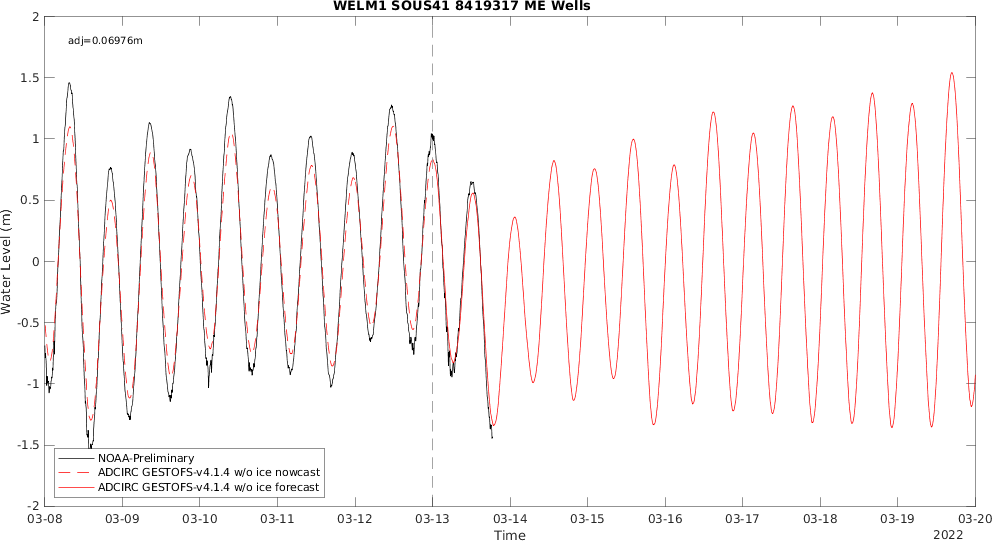 WELM1 SOUS41 8419317 ME Wells
adj=0.06976m
2
1.5
1
0.5
0
-0.5
-1
-1.5
-2
Water Level (m)
NOAA-Preliminary
ADCIRC GESTOFS-v4.1.4 w/o ice nowcast
ADCIRC GESTOFS-v4.1.4 w/o ice forecast
03-08 03-09 03-10 03-11 03-12 03-13 03-14 03-15 03-16 03-17 03-18 03-19 03-20
Time
2022